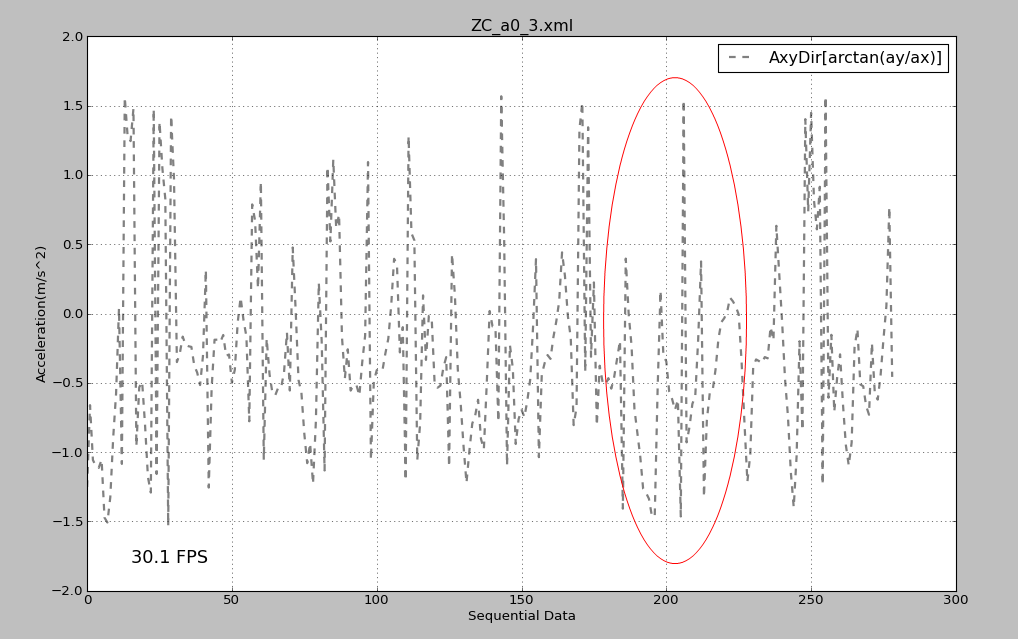 ZC_a0_3.xml
AxyDir[arctan(ay/ax)]
Acceleration(m/s^2)
2.0
1.5
1.0
0.5
0.0
−0.5
−1.0
−1.5
−2.0
30.1 FPS
0 50 100 150 200 250 300
Sequential Data